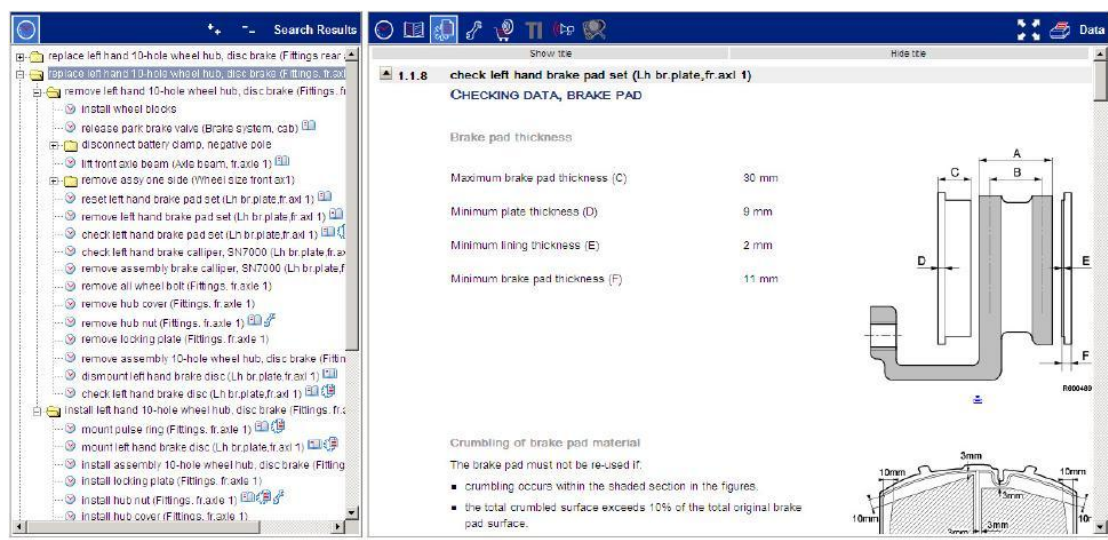 Search Results
Data
replace left hand 10-hole wheel hub, disc brake (Fittings rear
replace left hand 10-hole wheel hub, disc brake (Fittings, fr.axl
remove left hand 10-hole wheel hub, disc brake (Fittings. fr
install wheel blocks
release park brake valve (Brake system, cab)
disconnect battery clamp, negative pole
lift front axle beam (Axle beam, fr.axle 1)
remove assy one side (Wheel size front ax1)
reset left hand brake pad set (Lh br.plate,fr.axl 1)
remove left hand brake pad set (Lh br.plate,fr.axl 1)
check left hand brake pad set (Lh br.plate,fr.axl 1)
check left hand brake calliper, SN7000 (Lh br.plate,fr.ax
remove assembly brake calliper, SN7000 (Lh br.plate,f
remove all wheel bolt (Fittings. fr.axle 1)
remove hub cover (Fittings. fr.axle 1)
remove hub nut (Fittings. fr.axle 1)
remove locking plate (Fittings. fr.axle 1)
remove assembly 10-hole wheel hub, disc brake (Fittin
dismount left hand brake disc (Lh br.plate,fr.axl 1)
check left hand brake disc (Lh br.plate,fr.axl 1)
install left hand 10-hole wheel hub, disc brake (Fittings. fr.a
mount pulse ring (Fittings. fr.axle 1)
mount left hand brake disc (Lh br.plate,fr.axl 1)
install assembly 10-hole wheel hub, disc brake (Fitting
install locking plate (Fittings. fr.axle 1)
install hub nut (Fittings. fr.axle 1)
install hub cover (Fittings. fr.axle 1)
TI
Show title
Hide title
1.1.8 check left hand brake pad set (Lh br.plate,fr.axl 1)
CHECKING DATA, BRAKE PAD
Brake pad thickness
Maximum brake pad thickness (C) 30 mm
Minimum plate thickness (D) 9 mm
Minimum lining thickness (E) 2 mm
Minimum brake pad thickness (F) 11 mm
A
B
C
D
E
F
R600489
Crumbling of brake pad material
The brake pad must not be re-used if:
crumbling occurs within the shaded section in the figures.
the total crumbled surface exceeds 10% of the total original brake
pad surface.
3mm
10mm
10mm
3mm
10mm
10
3mm
3mm